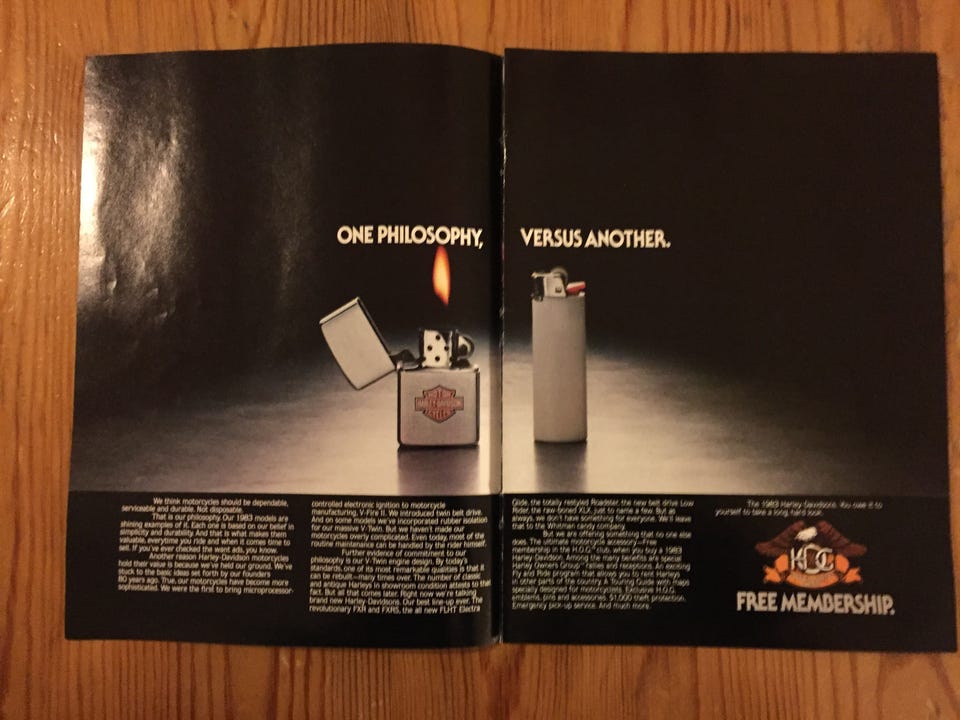 ONE PHILOSOPHY,
VERSUS ANOTHER.
MOTOR
HARLEY-DAVIDSON
CYCLES
We think motorcycles should be dependable,
serviceable and durable. Not disposable.
That is our philosophy. Our 1983 models are
shining examples of it. Each one is based on our belief in
simplicity and durability. And that is what makes them
valuable, everytime you ride and when it comes time to
sell. If you've ever checked the want ads, you know.
Another reason Harley-Davidson motorcycles
hold their value is because we've held our ground. We've
stuck to the basic ideas set forth by our founders
80 years ago. True, our motorcycles have become more
sophisticated. We were the first to bring microprocessor-
controlled electronic ignition to motorcycle
manufacturing, V-Fire II. We introduced twin belt drive.
And on some models we've incorporated rubber isolation
for our massive V-Twin. But we haven't made our
motorcycles overly complicated. Even today, most of the
routine maintenance can be handled by the rider himself.
Further evidence of commitment to our
philosophy is our V-Twin engine design. By today's
standards, one of its most remarkable qualities is that it
can be rebuilt—many times over. The number of classic
and antique Harleys in showroom condition attests to that
fact. But all that comes later. Right now we're talking
brand new Harley-Davidsons. Our best line-up ever. The
revolutionary FXR and FXRS, the all new FLHT Electra
Glide, the totally restyled Roadster, the new belt drive Low
Rider, the raw-boned XLX, just to name a few. But as
always, we don't have something for everyone. We'll leave
that to the Whitman candy company.
But we are offering something that no one else
does. The ultimate motorcycle accessory—Free
membership in the H.O.G.™ club, when you buy a 1983
Harley Davidson. Among the many benefits are special
Harley Owners Group™ rallies and receptions. An exciting
Fly and Ride program that allows you to rent Harleys
in other parts of the country. A Touring Guide with maps
specially designed for motorcyclists. Exclusive H.O.G.
emblems, pins and accessories. $1,000 theft protection.
Emergency pick-up service. And much more.
The 1983 Harley Davidsons. You owe it to
yourself to take a long, hard look.
H.O.G.
FREE MEMBERSHIP.